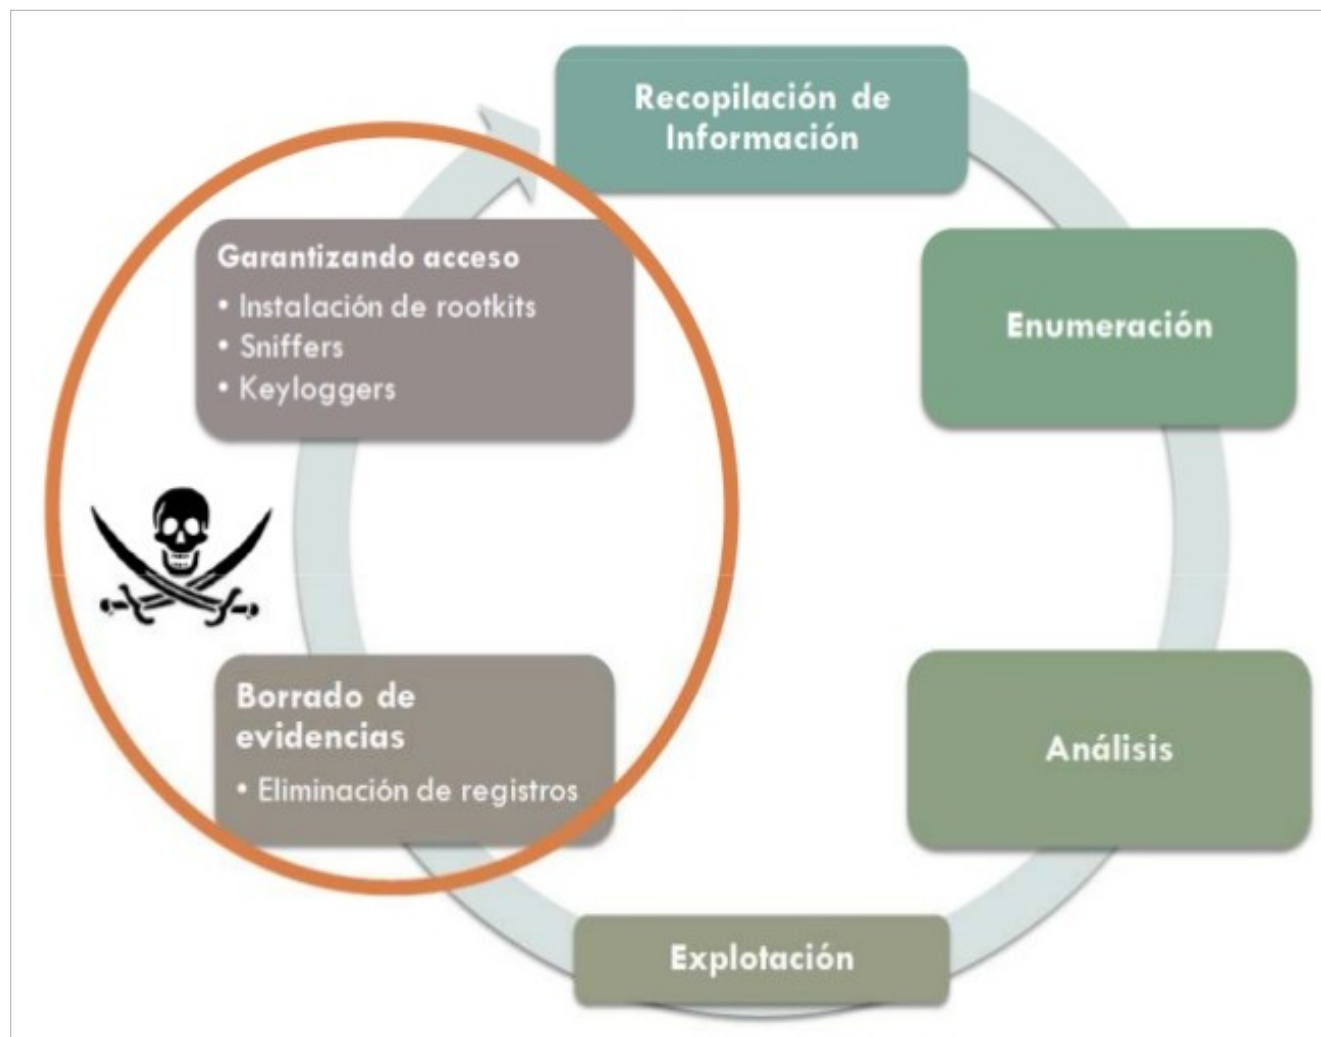 Recopilación de
Información
Enumeración
Análisis
Explotación
Borrado de
evidencias
• Eliminación de registros
Garantizando acceso
• Instalación de rootkits
• Sniffers
• Keyloggers